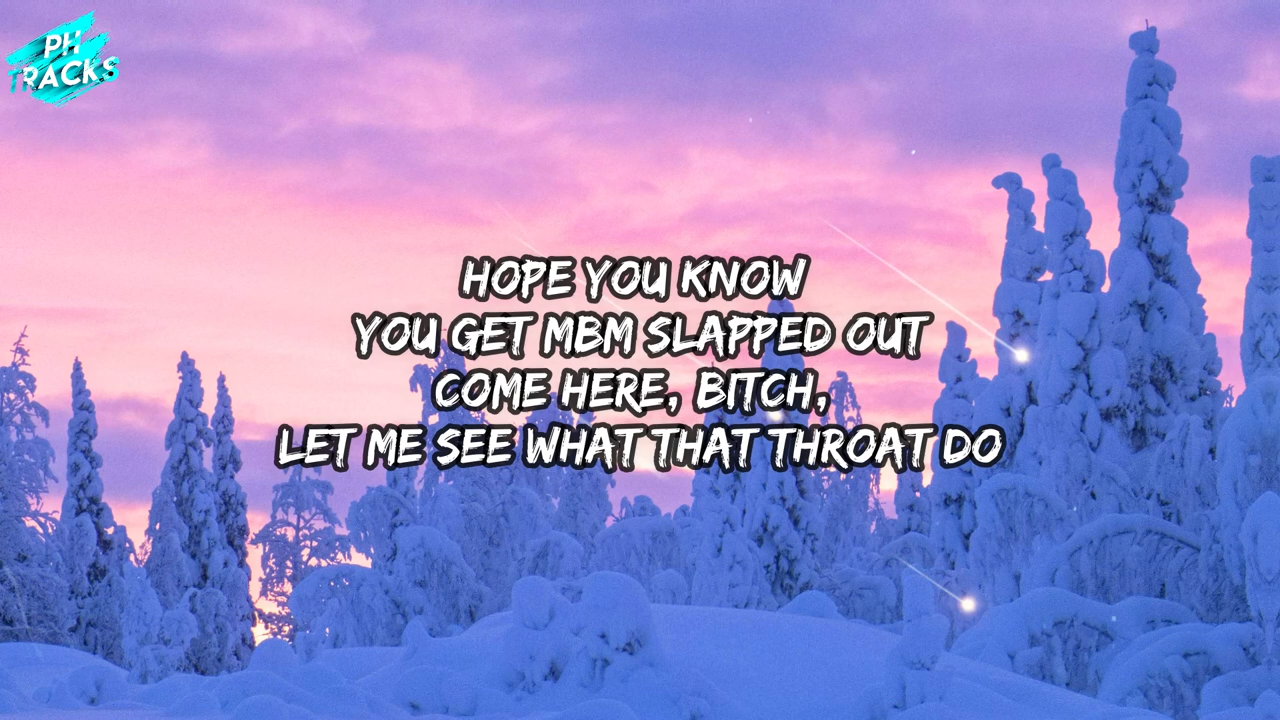 PH
TRACKS
HOPE YOU KNOW
YOU GET MBM SLAPPED OUT
COME HERE, BITCH,
LET ME SEE WHAT THAT THROAT DO